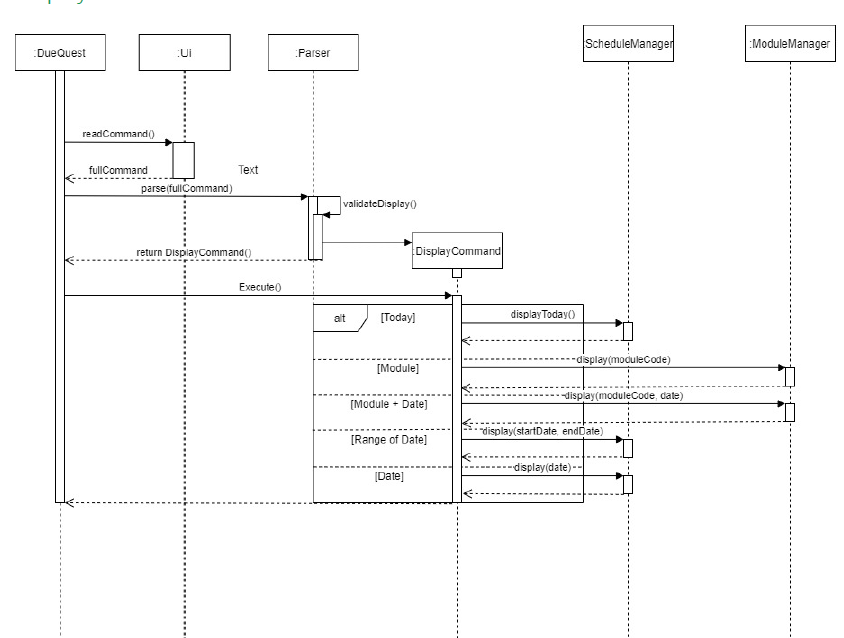 :DueQuest
:Ui
:Parser
ScheduleManager
:ModuleManager
readCommand()
fullCommand
Text
parse(fullCommand)
validateDisplay()
:DisplayCommand
return DisplayCommand()
Execute()
alt
[Today]
displayToday()
display(moduleCode)
[Module]
display(moduleCode, date)
[Module + Date]
display(startDate, endDate)
[Range of Date]
display(date)
[Date]